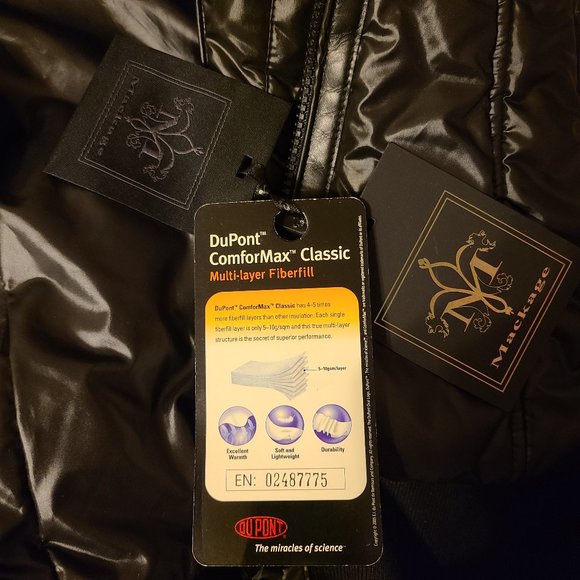 Mackage
DuPont™
ComforMax™ Classic
Multi-layer Fiberfill
DuPont™ ComforMax™ Classic has 4-5 times
more fiberfill layers than other insulation. Each single
fiberfill layer is only 5-10g/sqm and this true multi-layer
structure is the secret of superior performance.
5-10gsm/layer
Excellent
Warmth
Soft and
Lightweight
Durability
EN: 02487775
DU PONT
The miracles of science™
Mackage